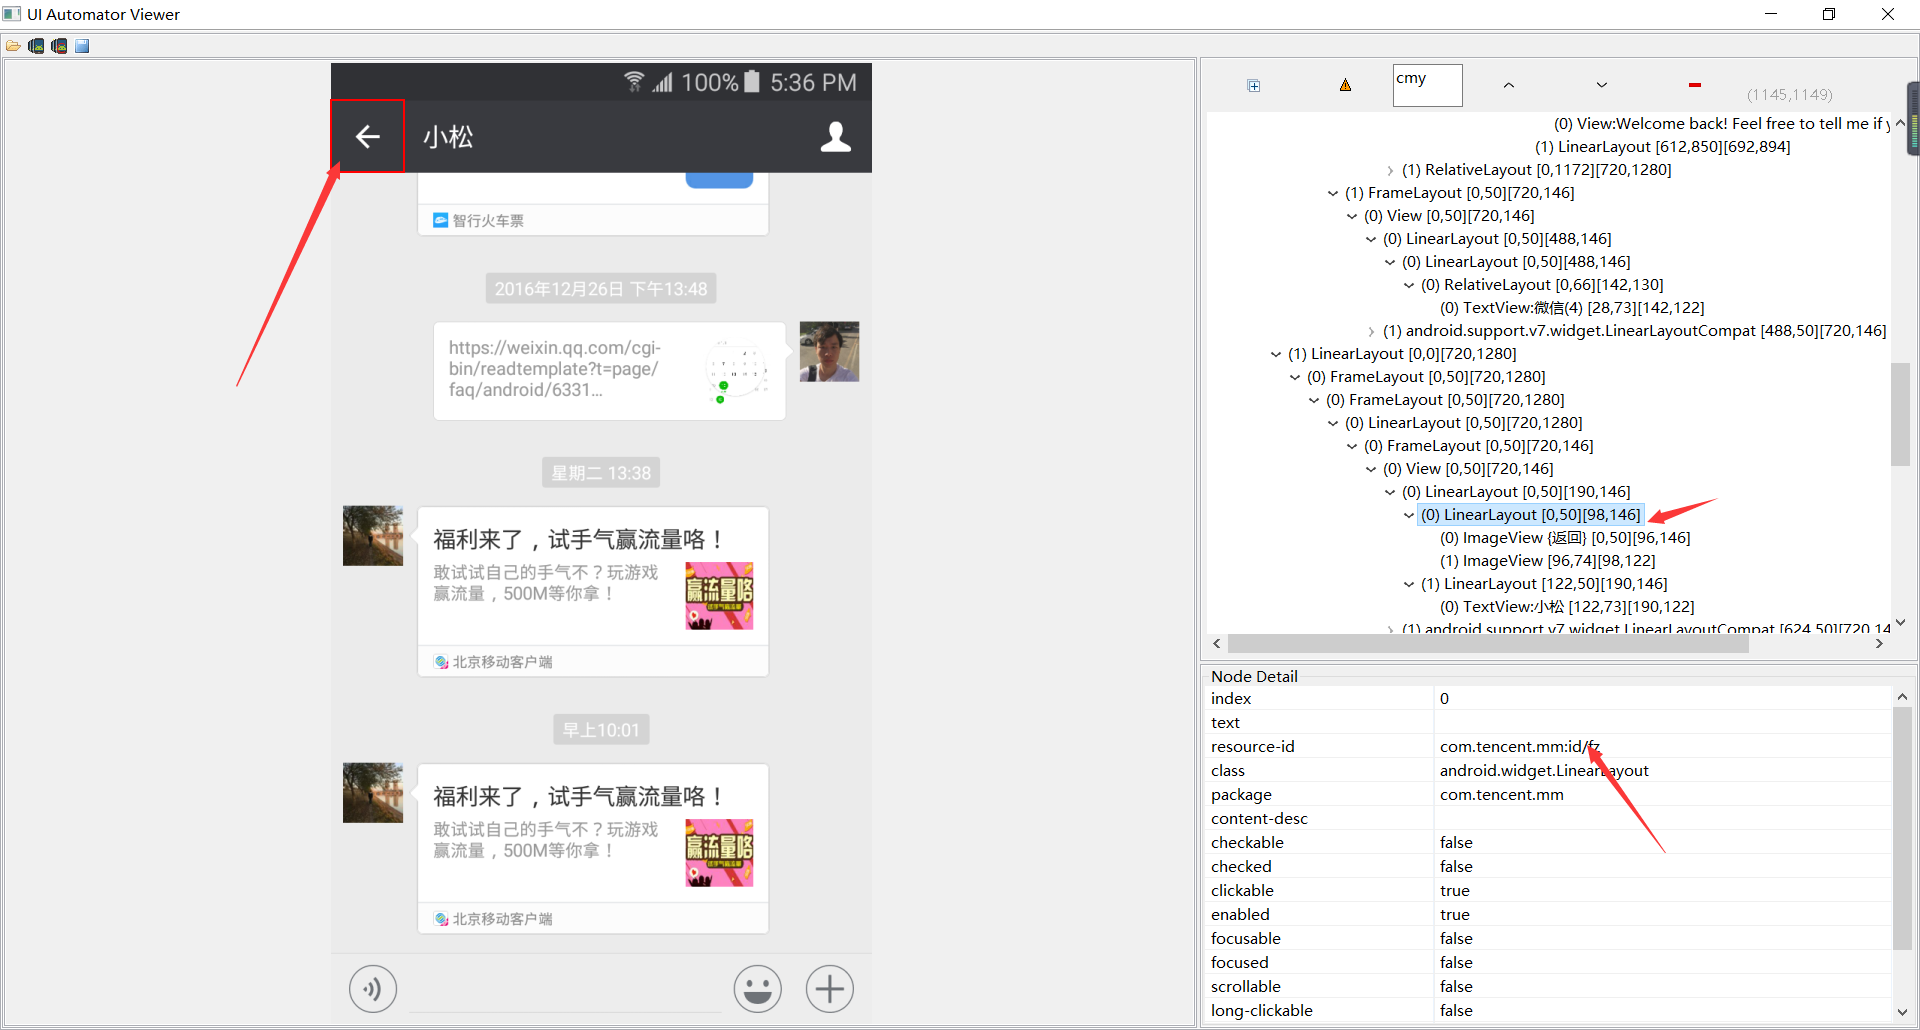 UI Automator Viewer
100% 5:36 PM
小松
智行火车票
2016年12月26日 下午13:48
https://weixin.qq.com/cgi-
bin/readtemplate?t=page/
faq/android/6331...
星期二 13:38
福利来了，试手气赢流量咯！
敢试试自己的手气不？玩游戏
赢流量，500M等你拿！
赢流量咯
北京移动客户端
早上10:01
福利来了，试手气赢流量咯！
敢试试自己的手气不？玩游戏
赢流量，500M等你拿！
赢流量咯
北京移动客户端
cmy
(1145,1149)
(0) View:Welcome back! Feel free to tell me if y
(1) LinearLayout [612,850][692,894]
(1) RelativeLayout [0,1172][720,1280]
(1) FrameLayout [0,50][720,146]
(0) View [0,50][720,146]
(0) LinearLayout [0,50][488,146]
(0) LinearLayout [0,50][488,146]
(0) RelativeLayout [0,66][142,130]
(0) TextView:微信(4) [28,73][142,122]
(1) android.support.v7.widget.LinearLayoutCompat [488,50][720,146]
(1) LinearLayout [0,0][720,1280]
(0) FrameLayout [0,50][720,1280]
(0) FrameLayout [0,50][720,1280]
(0) LinearLayout [0,50][720,1280]
(0) FrameLayout [0,50][720,146]
(0) View [0,50][720,146]
(0) LinearLayout [0,50][190,146]
(0) LinearLayout [0,50][98,146]
(0) ImageView {返回} [0,50][96,146]
(1) ImageView [96,74][98,122]
(1) LinearLayout [122,50][190,146]
(0) TextView:小松 [122,73][190,122]
(1) android.support.v7.widget.LinearLayoutCompat [624,50][720,14
Node Detail
index 0
text
resource-id com.tencent.mm:id/fz
class android.widget.LinearLayout
package com.tencent.mm
content-desc
checkable false
checked false
clickable true
enabled true
focusable false
focused false
scrollable false
long-clickable false